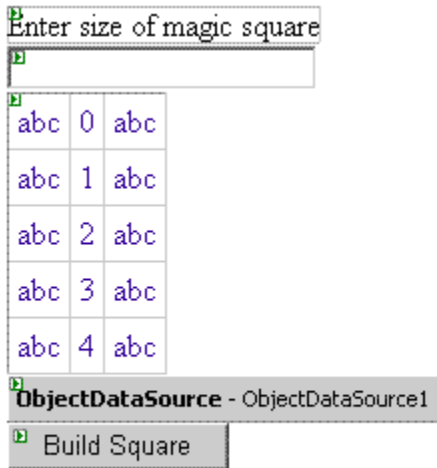 Enter size of magic square
abc 0 abc
abc 1 abc
abc 2 abc
abc 3 abc
abc 4 abc
ObjectDataSource - ObjectDataSource1
Build Square